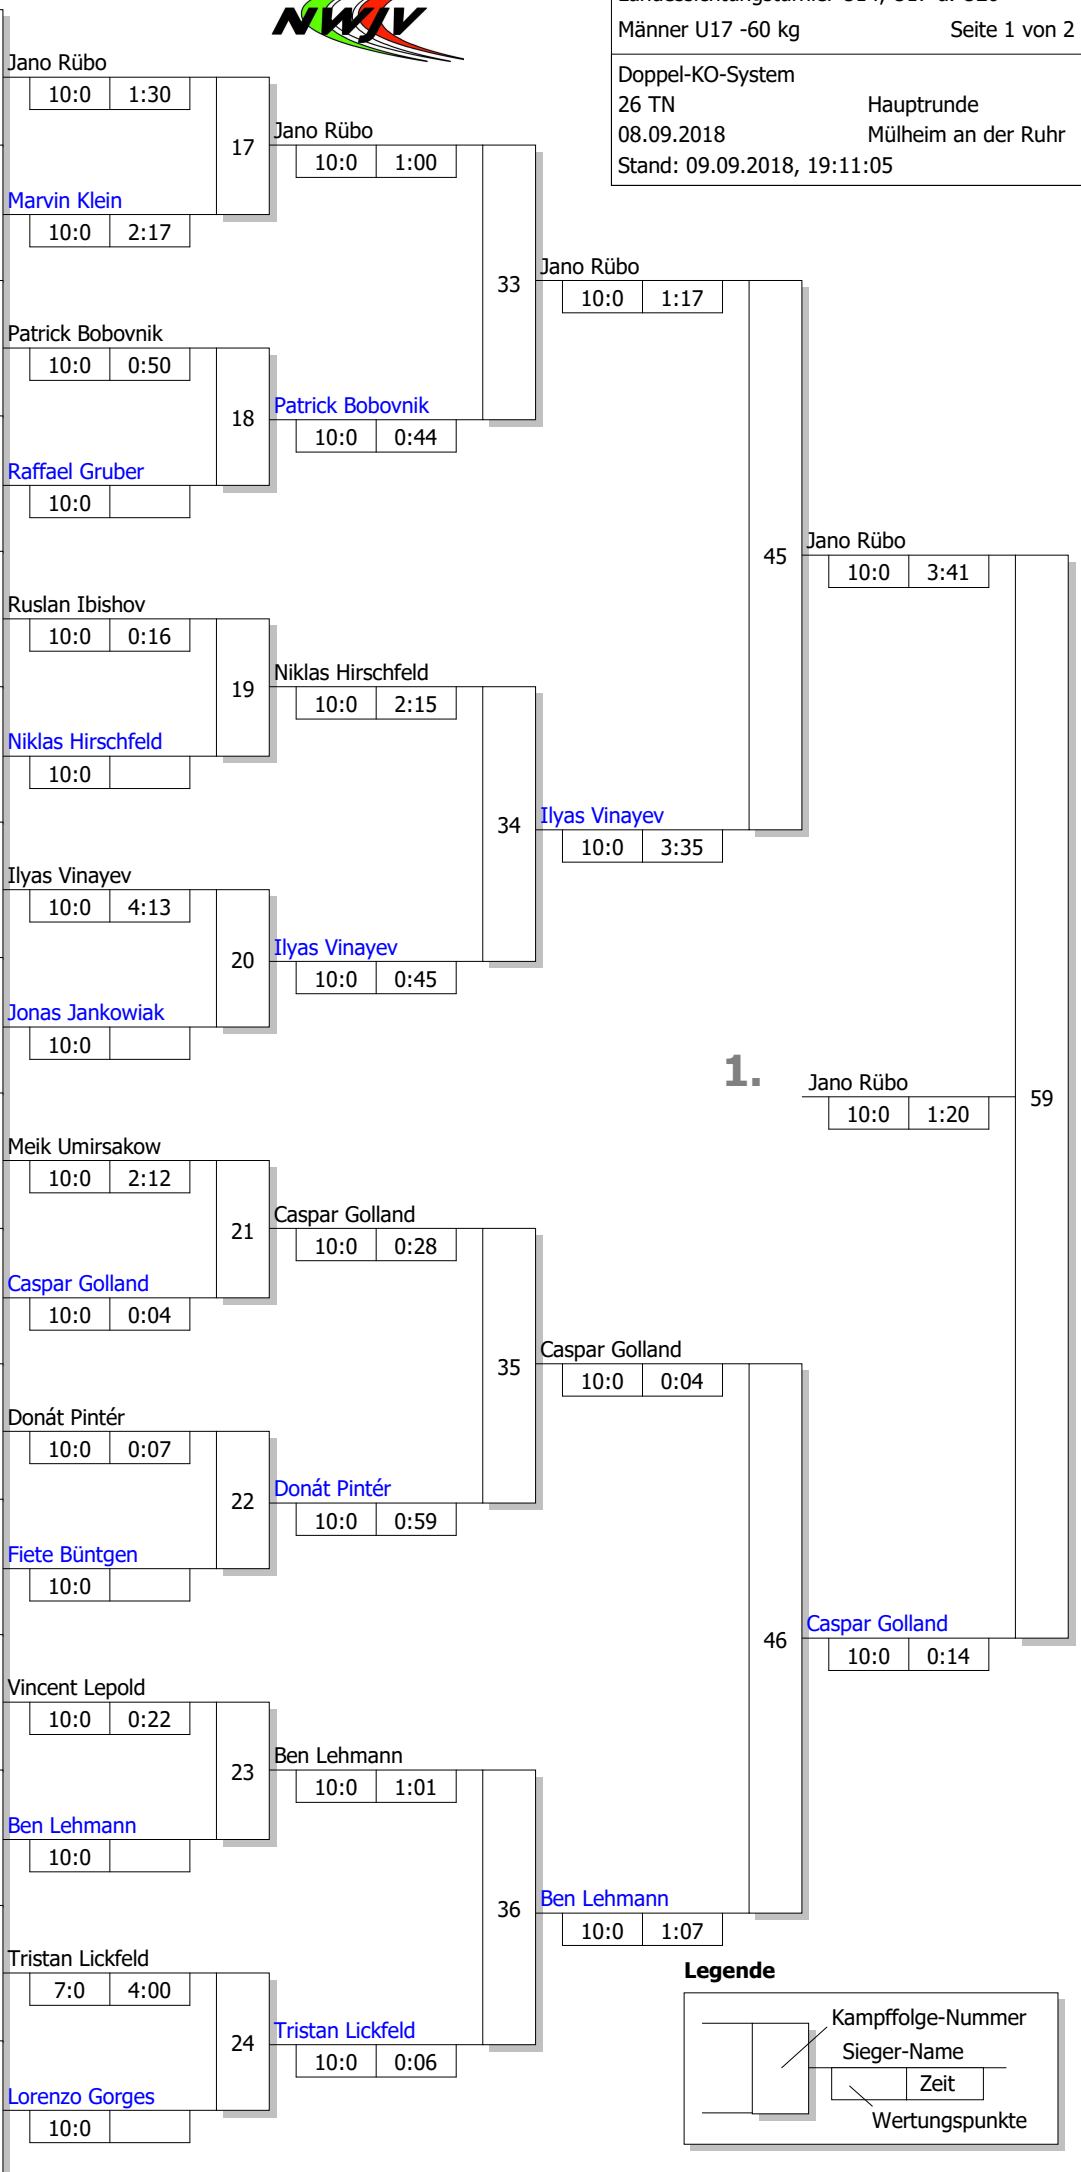 NWJV
Männer U17 -60 kg Seite 1 von 2
Doppel-KO-System
26 TN Hauptrunde
08.09.2018 Mülheim an der Ruhr
Stand: 09.09.2018, 19:11:05
Jano Rübo
10:0 1:30
17
Marvin Klein
10:0 2:17
Patrick Bobovnik
10:0 0:50
18
Raffael Gruber
10:0
Ruslan Ibishov
10:0 0:16
19
Niklas Hirschfeld
10:0
Ilyas Vinayev
10:0 4:13
20
Jonas Jankowiak
10:0
Meik Umirsakow
10:0 2:12
21
Caspar Golland
10:0 0:04
Donát Pintér
10:0 0:07
22
Fiete Büntgen
10:0
Vincent Lepold
10:0 0:22
23
Ben Lehmann
10:0
Tristan Lickfeld
7:0 4:00
24
Lorenzo Gorges
10:0
Jano Rübo
10:0 1:00
33
Patrick Bobovnik
10:0 0:44
Niklas Hirschfeld
10:0 2:15
34
Ilyas Vinayev
10:0 0:45
Caspar Golland
10:0 0:28
35
Donát Pintér
10:0 0:59
Ben Lehmann
10:0 1:01
36
Tristan Lickfeld
10:0 0:06
Jano Rübo
10:0 1:17
45
Ilyas Vinayev
10:0 3:35
Caspar Golland
10:0 0:04
46
Ben Lehmann
10:0 1:07
Jano Rübo
10:0 3:41
59
Caspar Golland
10:0 0:14
1.
Jano Rübo
10:0 1:20
Legende
Kampffolge-Nummer
Sieger-Name
Zeit
Wertungspunkte